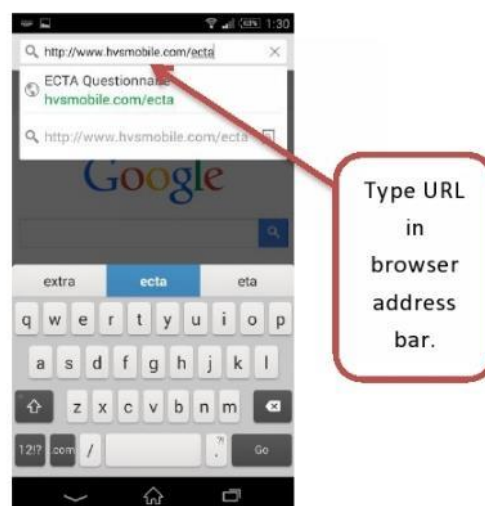 1:30
http://www.hvsmobile.com/ecta
ECTA Questionnaire
hvsmobile.com/ecta
http://www.hvsmobile.com/ecta
Google
extra ecta eta
q w e r t y u i o p
a s d f g h j k l
z x c v b n m
12!? .com / . Go
Type URL
in
browser
address
bar.